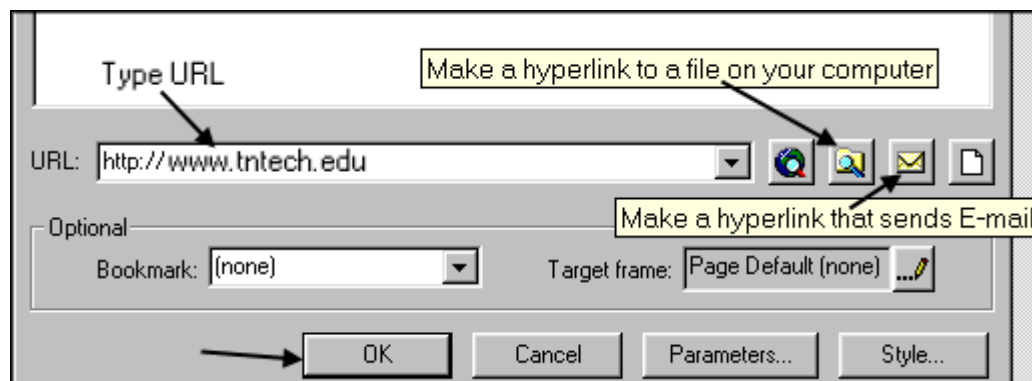 Type URL
Make a hyperlink to a file on your computer
URL: http://www.tntech.edu
Make a hyperlink that sends E-mail
Optional
Bookmark: (none) Target frame: Page Default (none) ...
OK Cancel Parameters... Style...